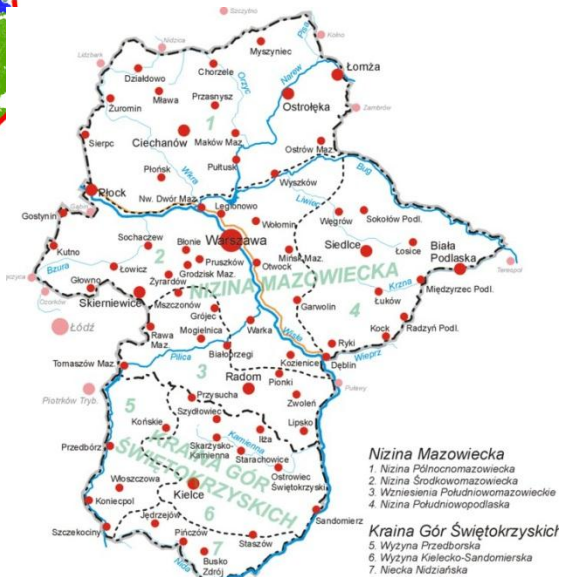 Szczytno
Nidzica
Kolno
Lidzbark
Myszyniec
Pisa
Działdowo
Chorzele
Łomża
Mława
Narew
Przasnysz
Orzyc
Żuromin
Ostrołęka
Zambrów
1
Sierpc
Ciechanów
Maków Maz.
Ostrów Maz.
Płońsk
Pułtusk
Wkra
Wyszków
Bug
Płock
Nw. Dwór Maz.
Legionowo
Liwiec
Gostynin
Węgrów
Sokołów Podl.
Sochaczew
Wołomin
Błonie
Warszawa
Siedlce
Łosice
Biała
Podlaska
Kutno
2
Pruszków
Mińsk Maz.
Otwock
Bzura
Łowicz
Grodzisk Maz.
Terespol
Głowno
Żyrardów
NIZINA MAZOWIECKA
Krzna
Ozorków
Skierniewice
Mszczonów
Łuków
Międzyrzec Podl.
Garwolin
4
Łódź
Grójec
Wisła
Mogielnica
Warka
Kock
Radzyń Podl.
Rawa
Maz.
Ryki
Białobrzegi
Wieprz
Pilica
Kozienice
Dęblin
Tomaszów Maz.
3
Radom
Pionki
Puławy
Piotrków Tryb.
Przysucha
5
Szydłowiec
Zwoleń
Końskie
Lipsko
Iłża
Kamienna
Przedbórz
Skarżysko-
Kamienna
Starachowice
KRAINA GÓR
ŚWIĘTOKRZYSKICH
Ostrowiec
Świętokrzyski
Włoszczowa
Kielce
Koniecpol
6
Jędrzejów
Sandomierz
Szczekociny
Pińczów
Staszów
7
Busko
Zdrój
Nida
Nizina Mazowiecka
1. Nizina Północnomazowiecka
2. Nizina Środkowomazowiecka
3. Wzniesienia Południowomazowieckie
4. Nizina Południowopodlaska
Kraina Gór Świętokrzyskich
5. Wyżyna Przedborska
6. Wyżyna Kielecko-Sandomierska
7. Niecka Nidziańska